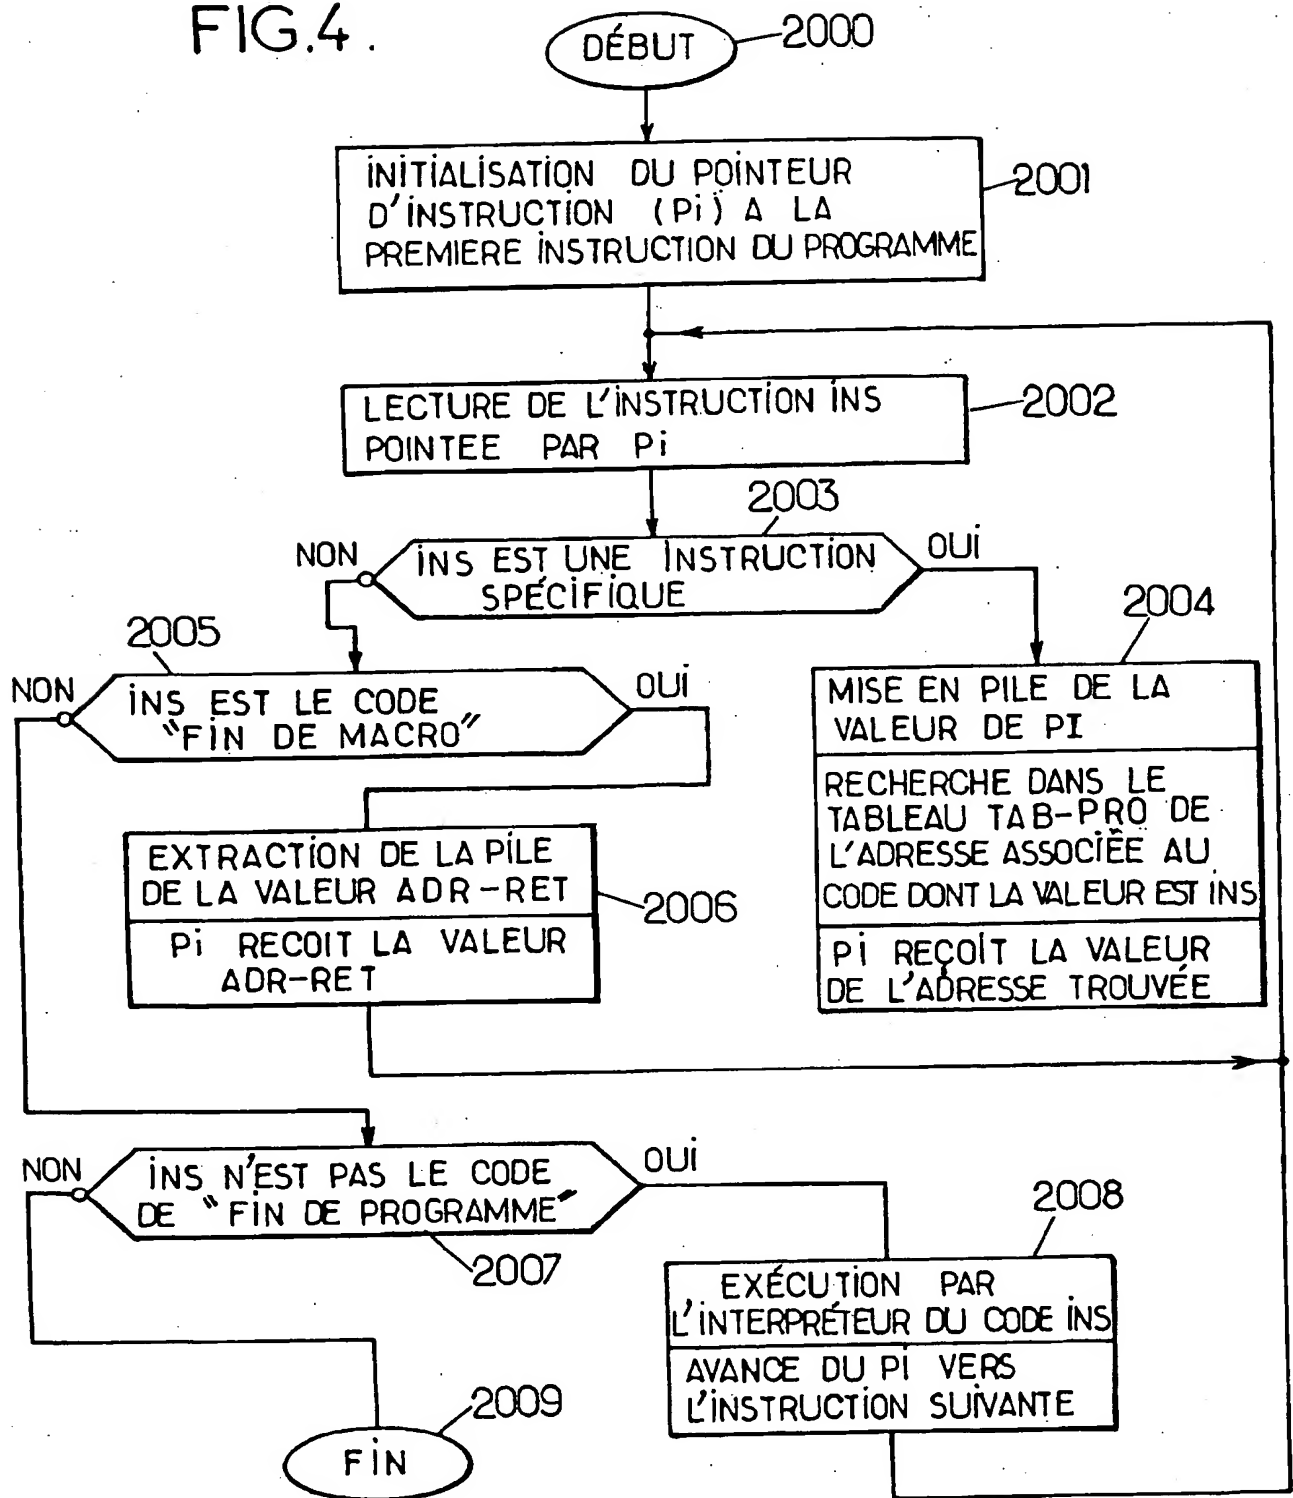 FIG.4.
DÉBUT
2000
INITIALISATION DU POINTEUR
D'INSTRUCTION (Pi) A LA
PREMIERE INSTRUCTION DU PROGRAMME
2001
LECTURE DE L'INSTRUCTION INS
POINTEE PAR Pi
2002
2003
NON
INS EST UNE INSTRUCTION
SPÉCIFIQUE
OUI
2004
2005
NON
INS EST LE CODE
"FIN DE MACRO"
OUI
MISE EN PILE DE LA
VALEUR DE PI
RECHERCHE DANS LE
TABLEAU TAB-PRO DE
L'ADRESSE ASSOCIÉE AU
CODE DONT LA VALEUR EST INS
PI REÇOIT LA VALEUR
DE L'ADRESSE TROUVÉE
EXTRACTION DE LA PILE
DE LA VALEUR ADR-RET
Pi RECOIT LA VALEUR
ADR-RET
2006
NON
INS N'EST PAS LE CODE
DE "FIN DE PROGRAMME"
OUI
2007
2008
EXÉCUTION PAR
L'INTERPRÉTEUR DU CODE INS
AVANCE DU PI VERS
L'INSTRUCTION SUIVANTE
2009
FIN